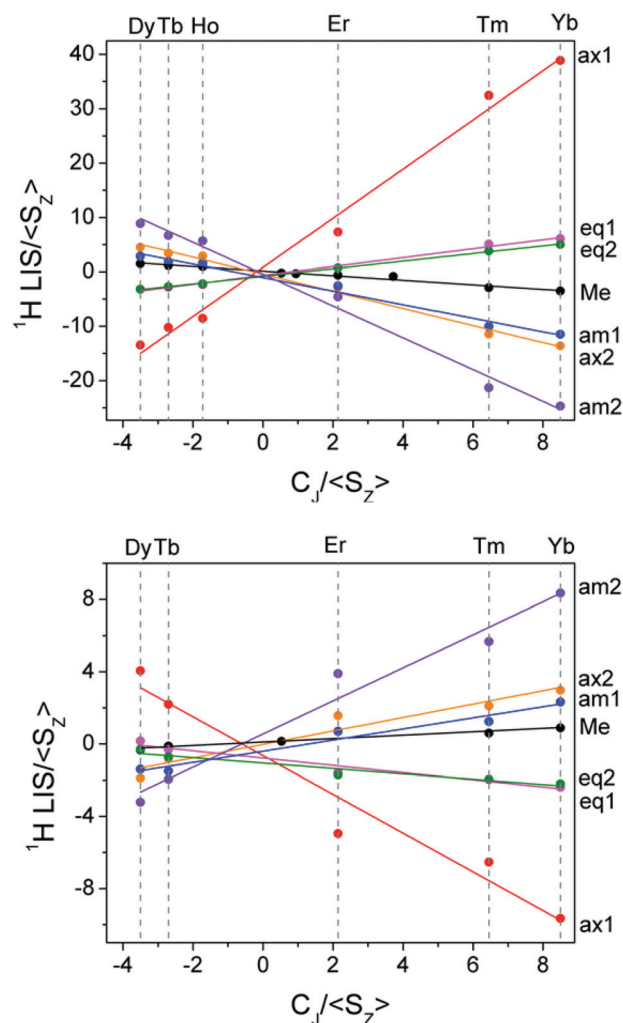 Dy Tb Ho Er Tm Yb
40
30
20
10
0
-10
-20
¹H LIS/<S_Z>
ax1
eq1
eq2
Me
am1
ax2
am2
-4 -2 0 2 4 6 8
C_J/<S_Z>
Dy Tb Er Tm Yb
8
4
0
-4
-8
¹H LIS/<S_Z>
am2
ax2
am1
Me
eq2
eq1
ax1
-4 -2 0 2 4 6 8
C_J/<S_Z>